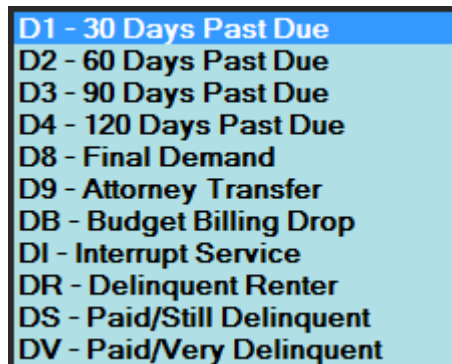 D1 - 30 Days Past Due
D2 - 60 Days Past Due
D3 - 90 Days Past Due
D4 - 120 Days Past Due
D8 - Final Demand
D9 - Attorney Transfer
DB - Budget Billing Drop
DI - Interrupt Service
DR - Delinquent Renter
DS - Paid/Still Delinquent
DV - Paid/Very Delinquent